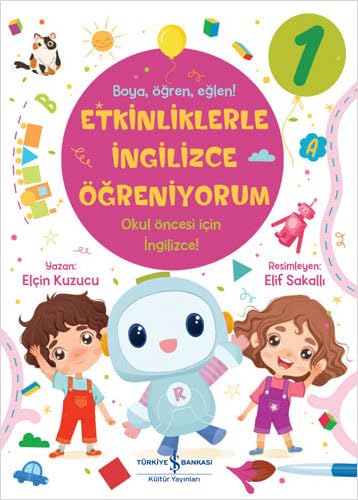 1
Boya, öğren, eğlen!
ETKİNLİKLERLE
İNGİLİZCE
ÖĞRENİYORUM
Okul öncesi için
İngilizce!
A
Yazan:
Elçin Kuzucu
Resimleyen:
Elif Sakallı
R
TÜRKİYE İŞ BANKASI
Kültür Yayınları